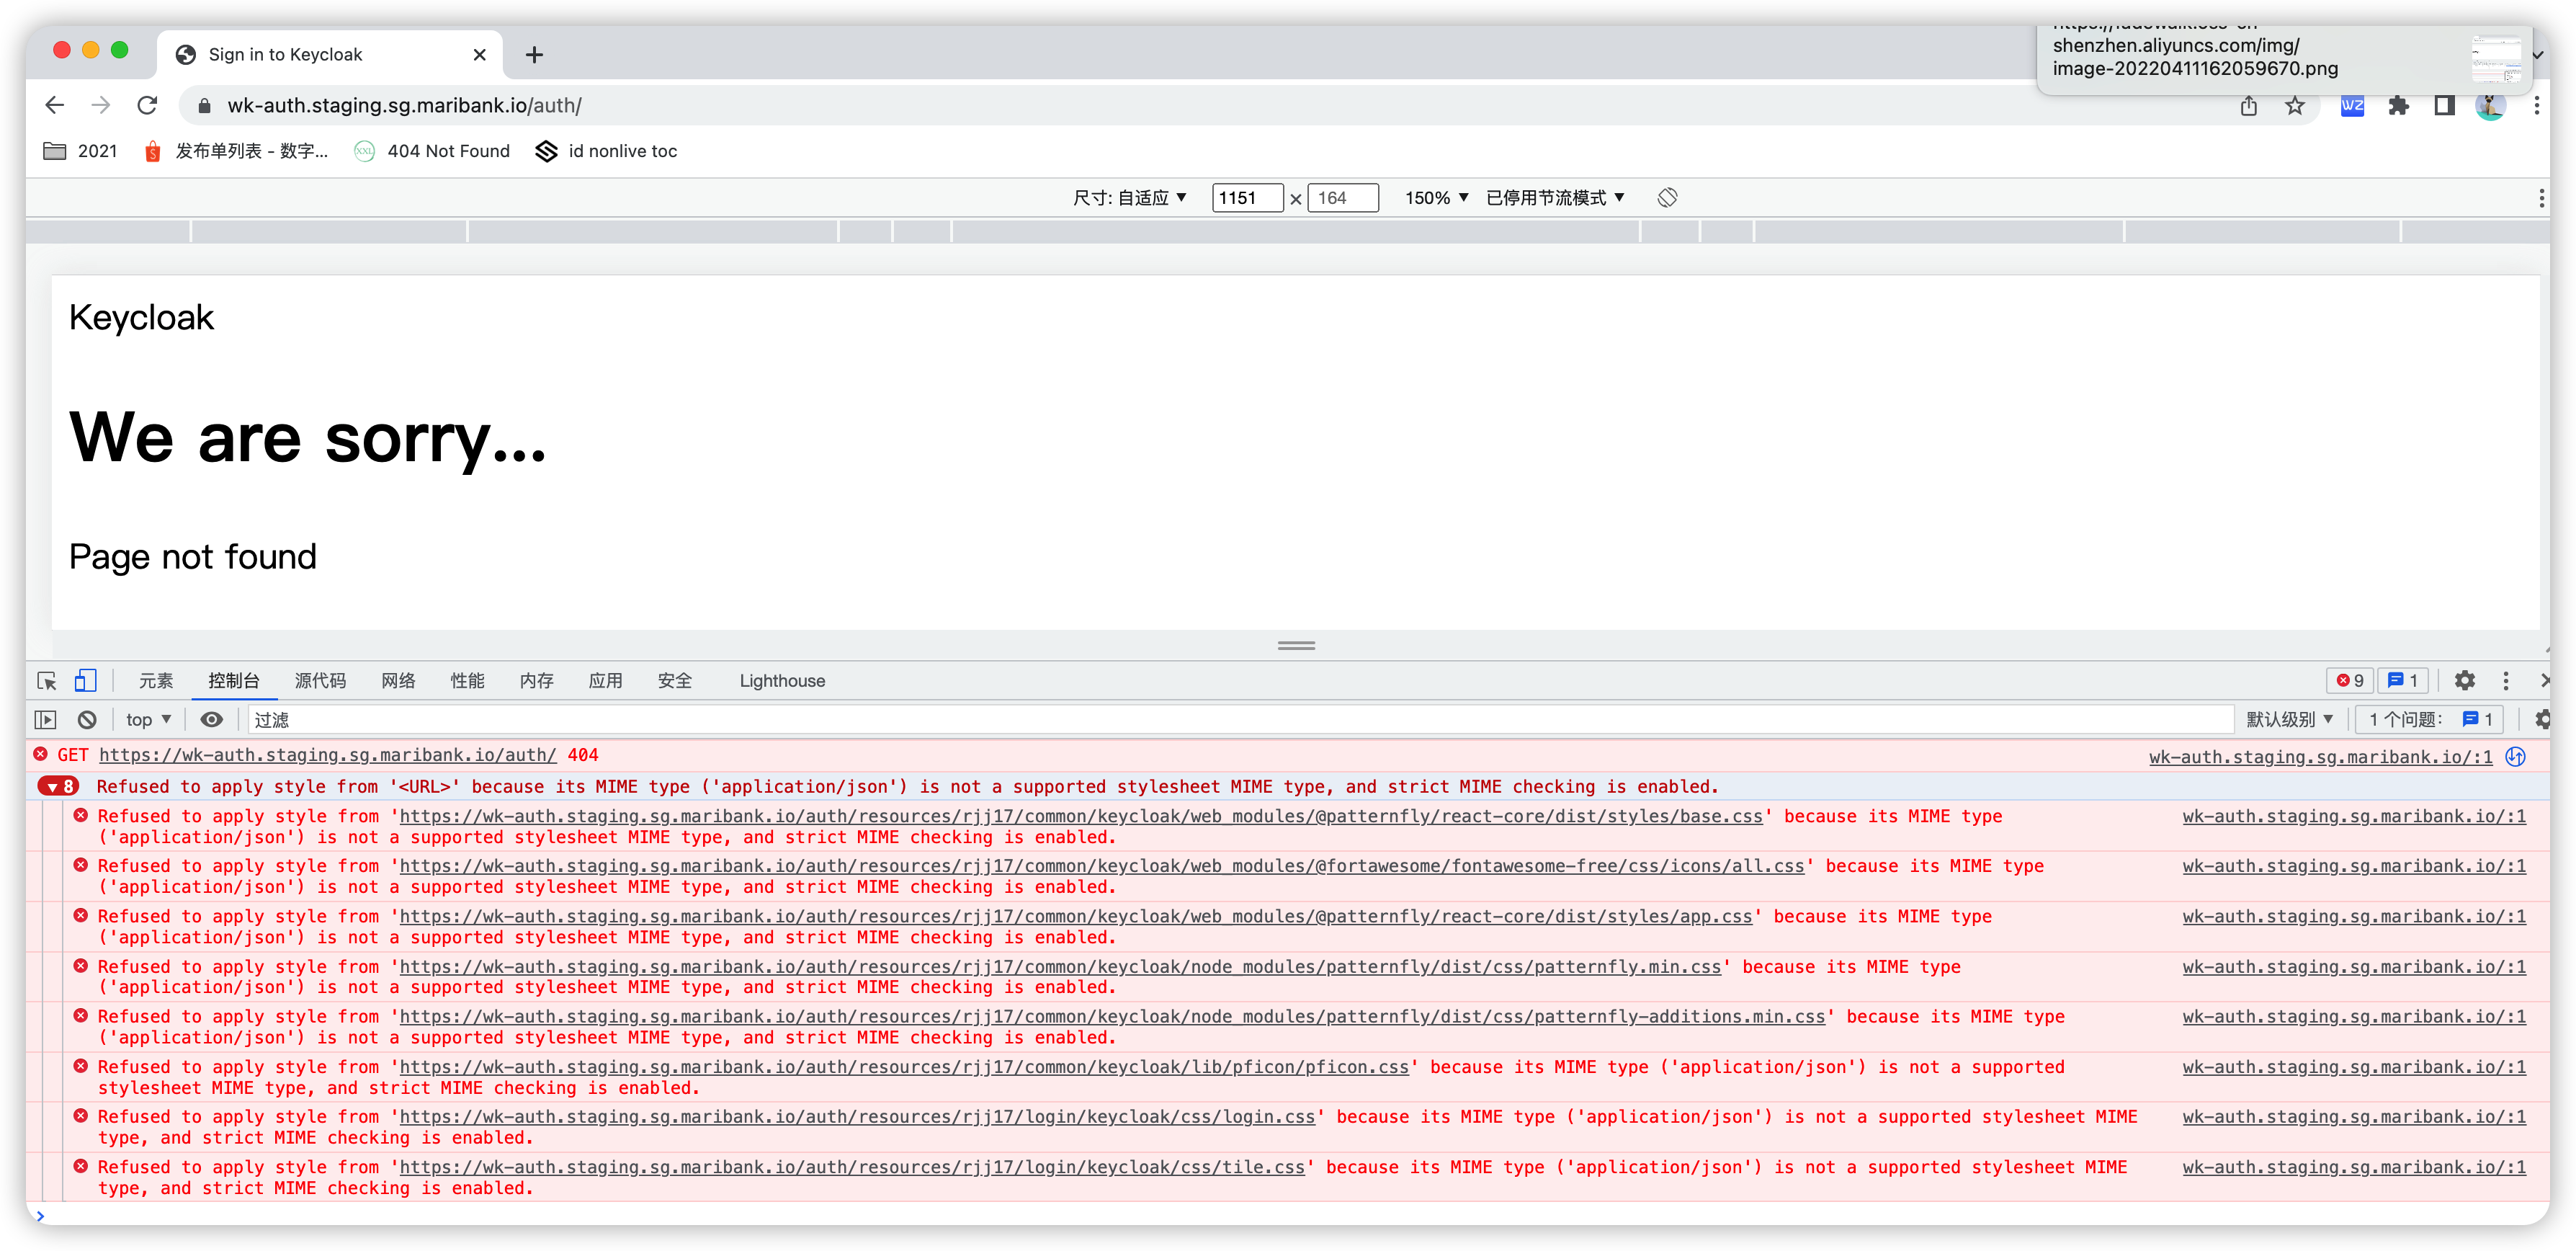 Sign in to Keycloak
shenzhen.aliyuncs.com/img/
image-20220411162059670.png
wk-auth.staging.sg.maribank.io/auth/
WZ
2021
发布单列表 - 数字...
XXL
404 Not Found
id nonlive toc
尺寸: 自适应 ▼ 1151 × 164 150% ▼ 已停用节流模式 ▼
Keycloak
We are sorry...
Page not found
元素 控制台 源代码 网络 性能 内存 应用 安全 Lighthouse 9 1
top ▼ 过滤 默认级别 ▼ 1 个问题: 1
GET https://wk-auth.staging.sg.maribank.io/auth/ 404 wk-auth.staging.sg.maribank.io/:1
▼ 8 Refused to apply style from '<URL>' because its MIME type ('application/json') is not a supported stylesheet MIME type, and strict MIME checking is enabled.
Refused to apply style from 'https://wk-auth.staging.sg.maribank.io/auth/resources/rjj17/common/keycloak/web_modules/@patternfly/react-core/dist/styles/base.css' because its MIME type wk-auth.staging.sg.maribank.io/:1
('application/json') is not a supported stylesheet MIME type, and strict MIME checking is enabled.
Refused to apply style from 'https://wk-auth.staging.sg.maribank.io/auth/resources/rjj17/common/keycloak/web_modules/@fortawesome/fontawesome-free/css/icons/all.css' because its MIME type wk-auth.staging.sg.maribank.io/:1
('application/json') is not a supported stylesheet MIME type, and strict MIME checking is enabled.
Refused to apply style from 'https://wk-auth.staging.sg.maribank.io/auth/resources/rjj17/common/keycloak/web_modules/@patternfly/react-core/dist/styles/app.css' because its MIME type wk-auth.staging.sg.maribank.io/:1
('application/json') is not a supported stylesheet MIME type, and strict MIME checking is enabled.
Refused to apply style from 'https://wk-auth.staging.sg.maribank.io/auth/resources/rjj17/common/keycloak/node_modules/patternfly/dist/css/patternfly.min.css' because its MIME type wk-auth.staging.sg.maribank.io/:1
('application/json') is not a supported stylesheet MIME type, and strict MIME checking is enabled.
Refused to apply style from 'https://wk-auth.staging.sg.maribank.io/auth/resources/rjj17/common/keycloak/node_modules/patternfly/dist/css/patternfly-additions.min.css' because its MIME type wk-auth.staging.sg.maribank.io/:1
('application/json') is not a supported stylesheet MIME type, and strict MIME checking is enabled.
Refused to apply style from 'https://wk-auth.staging.sg.maribank.io/auth/resources/rjj17/common/keycloak/lib/pficon/pficon.css' because its MIME type ('application/json') is not a supported wk-auth.staging.sg.maribank.io/:1
stylesheet MIME type, and strict MIME checking is enabled.
Refused to apply style from 'https://wk-auth.staging.sg.maribank.io/auth/resources/rjj17/login/keycloak/css/login.css' because its MIME type ('application/json') is not a supported stylesheet MIME wk-auth.staging.sg.maribank.io/:1
type, and strict MIME checking is enabled.
Refused to apply style from 'https://wk-auth.staging.sg.maribank.io/auth/resources/rjj17/login/keycloak/css/tile.css' because its MIME type ('application/json') is not a supported stylesheet MIME wk-auth.staging.sg.maribank.io/:1
type, and strict MIME checking is enabled.